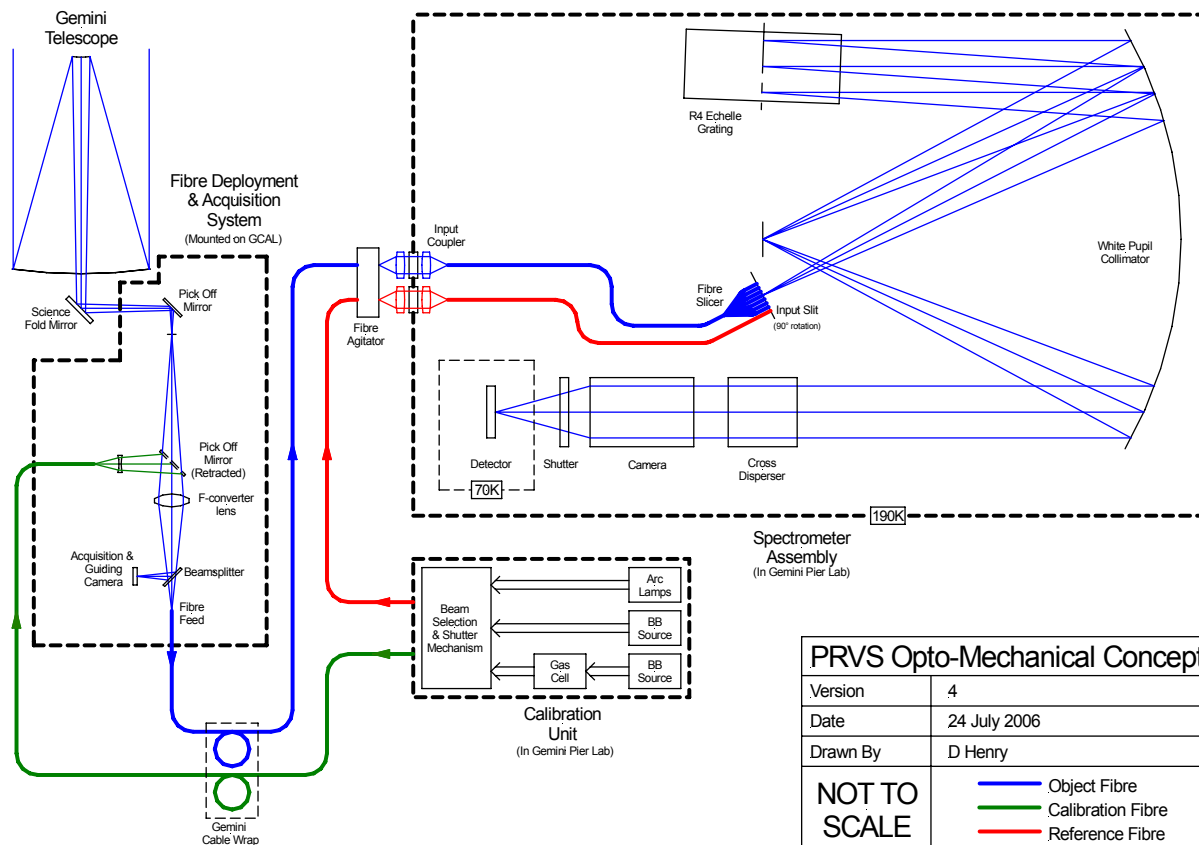 Gemini
Telescope
Fibre Deployment
& Acquisition
System
(Mounted on GCAL)
Science
Fold Mirror
Pick Off
Mirror
Pick Off
Mirror
(Retracted)
F-converter
lens
Acquisition &
Guiding
Camera
Beamsplitter
Fibre
Feed
Gemini
Cable Wrap
Fibre
Agitator
Input
Coupler
R4 Echelle
Grating
White Pupil
Collimator
Fibre
Slicer
Input Slit
(90° rotation)
Detector
70K
Shutter
Camera
Cross
Disperser
190K
Spectrometer
Assembly
(In Gemini Pier Lab)
Beam
Selection
& Shutter
Mechanism
Arc
Lamps
BB
Source
Gas
Cell
BB
Source
Calibration
Unit
(In Gemini Pier Lab)
PRVS Opto-Mechanical Concept
Version 4
Date 24 July 2006
Drawn By D Henry
NOT TO
SCALE
Object Fibre
Calibration Fibre
Reference Fibre